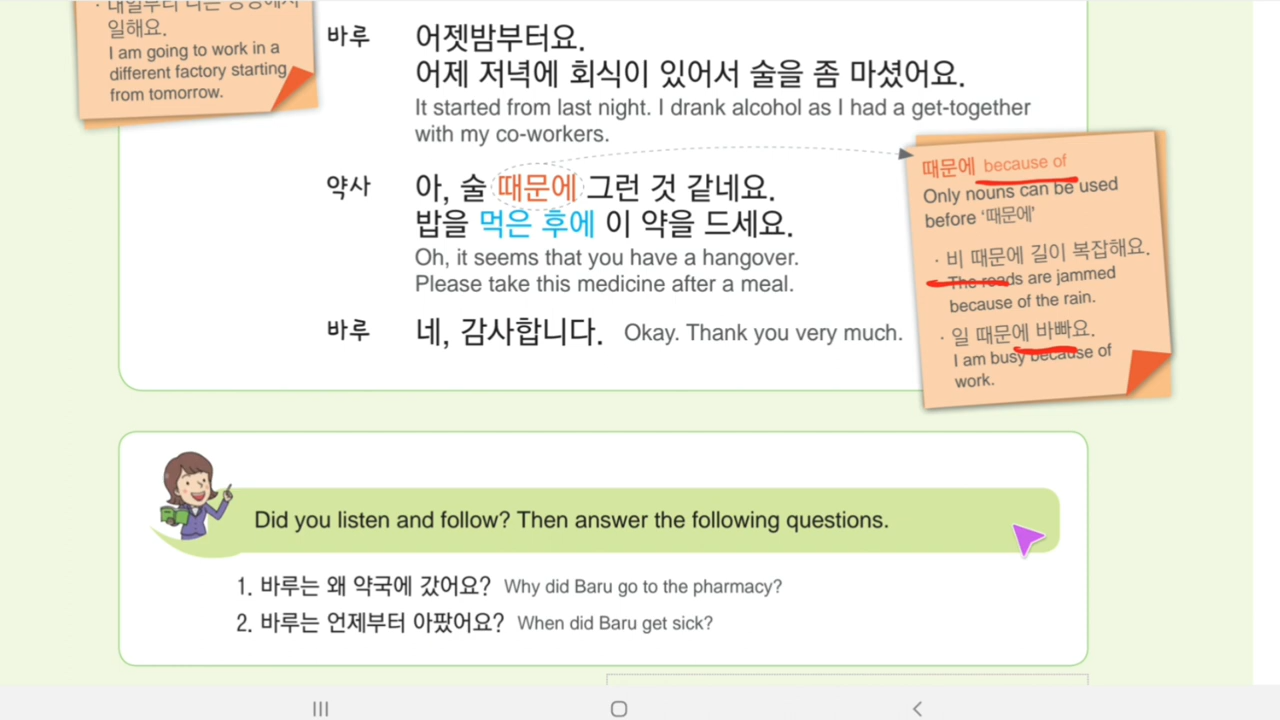 · 내일부터 다른 공장에서
일해요.
I am going to work in a
different factory starting
from tomorrow.
바루 어젯밤부터요.
어제 저녁에 회식이 있어서 술을 좀 마셨어요.
It started from last night. I drank alcohol as I had a get-together
with my co-workers.
약사 아, 술 때문에 그런 것 같네요.
밥을 먹은 후에 이 약을 드세요.
Oh, it seems that you have a hangover.
Please take this medicine after a meal.
바루 네, 감사합니다. Okay. Thank you very much.
때문에 because of
Only nouns can be used
before ‘때문에’
· 비 때문에 길이 복잡해요.
The roads are jammed
because of the rain.
· 일 때문에 바빠요.
I am busy because of
work.
Did you listen and follow? Then answer the following questions.
1. 바루는 왜 약국에 갔어요? Why did Baru go to the pharmacy?
2. 바루는 언제부터 아팠어요? When did Baru get sick?